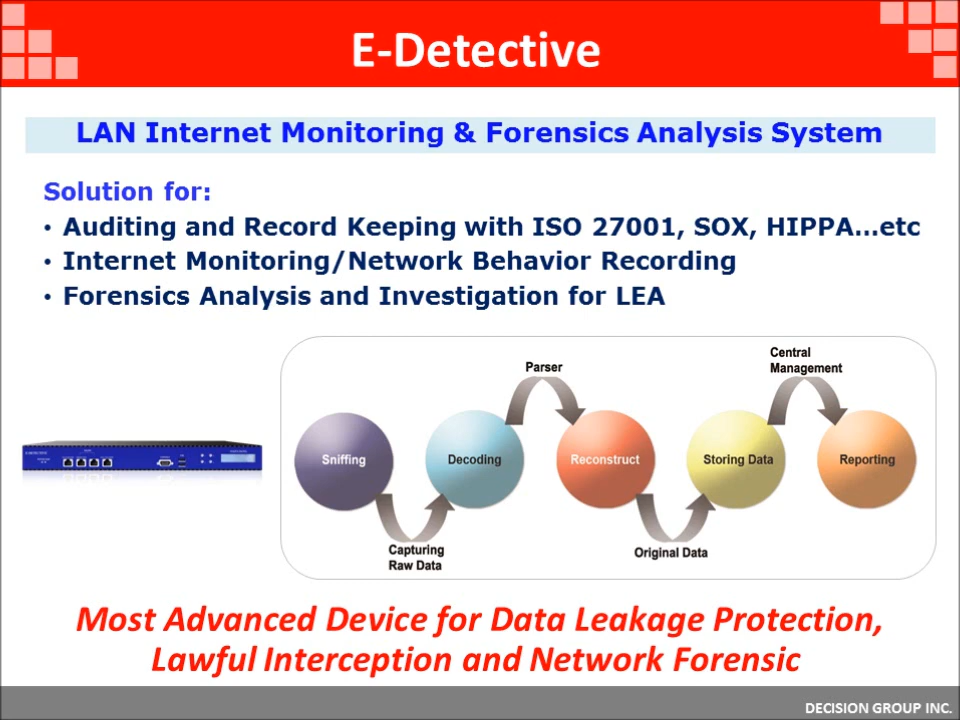 E-Detective
LAN Internet Monitoring & Forensics Analysis System
Solution for:
• Auditing and Record Keeping with ISO 27001, SOX, HIPPA...etc
• Internet Monitoring/Network Behavior Recording
• Forensics Analysis and Investigation for LEA
Central
Management
Parser
Sniffing
Decoding
Reconstruct
Storing Data
Reporting
Capturing
Raw Data
Original Data
Most Advanced Device for Data Leakage Protection,
Lawful Interception and Network Forensic
DECISION GROUP INC.